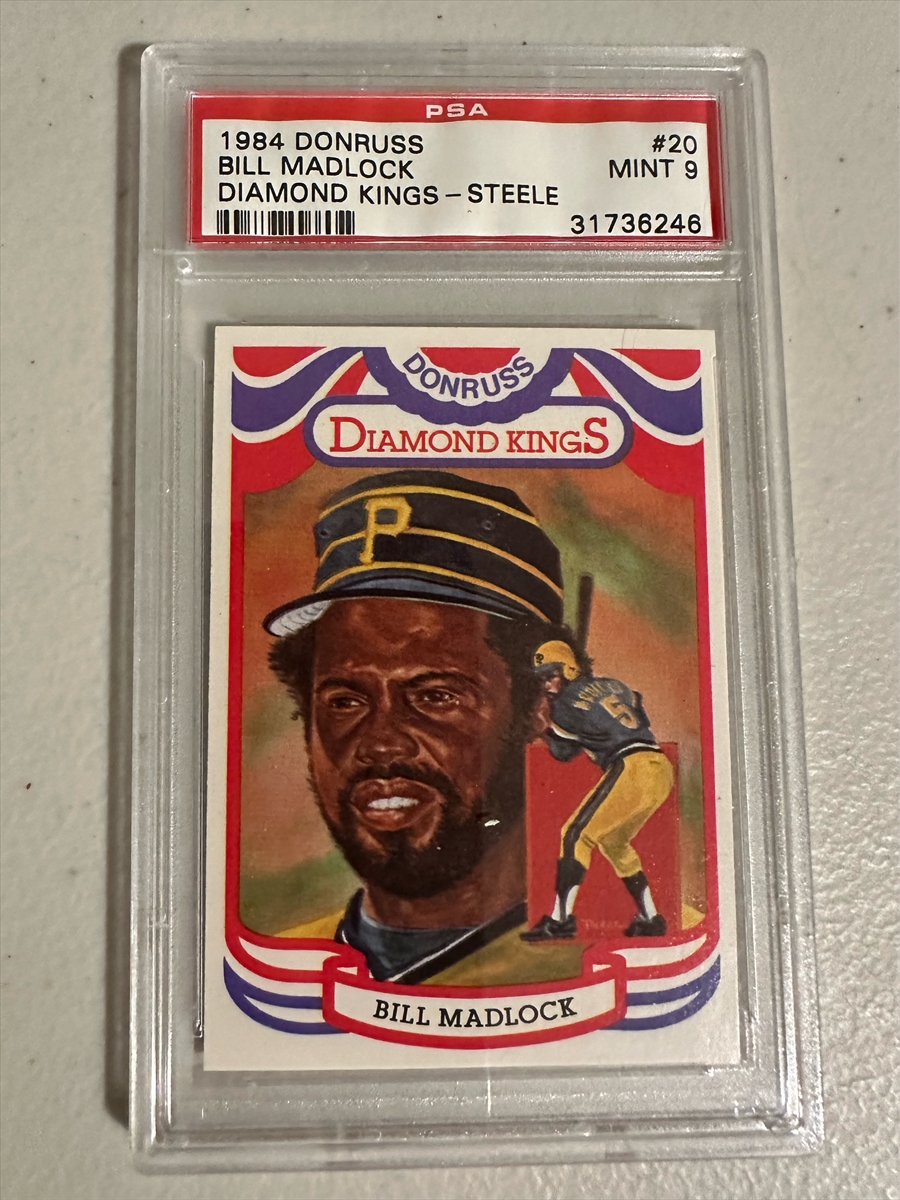 PSA
1984 DONRUSS #20
BILL MADLOCK MINT 9
DIAMOND KINGS - STEELE
31736246
DONRUSS
DIAMOND KINGS
P
5
BILL MADLOCK